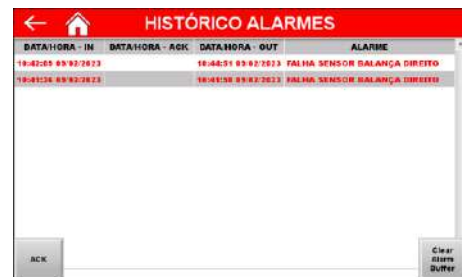 HISTÓRICO ALARMES
DATA/HORA - IN DATA/HORA - ACK DATA/HORA - OUT ALARME
10:42:09 09/02/2023 10:44:51 09/02/2023 FALHA SENSOR BALANÇA DIREITO
10:41:36 09/02/2023 10:41:58 09/02/2023 FALHA SENSOR BALANÇA DIREITO
ACK
Clear
Alarm
Buffer